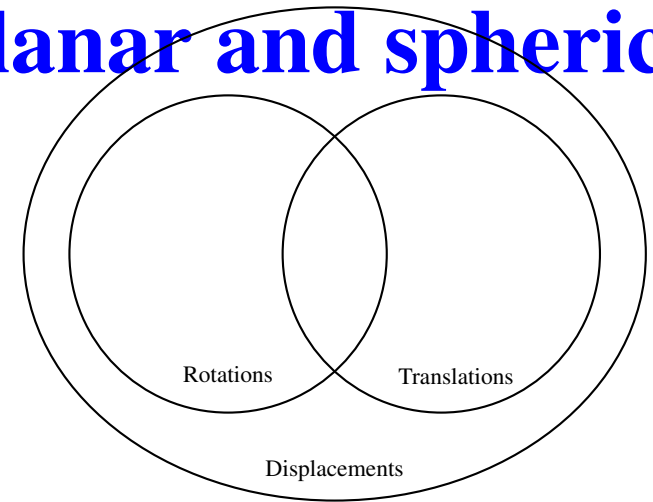 lanar and spheric
Rotations
Translations
Displacements